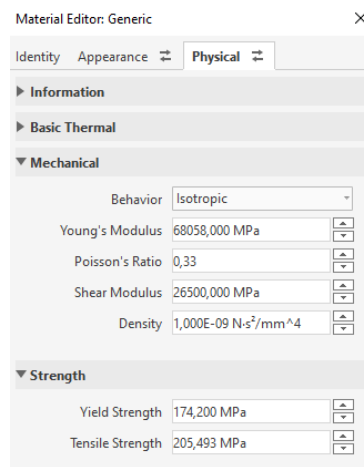 Material Editor: Generic
Identity Appearance Physical
Information
Basic Thermal
Mechanical
Behavior Isotropic
Young's Modulus 68058,000 MPa
Poisson's Ratio 0,33
Shear Modulus 26500,000 MPa
Density 1,000E-09 N·s²/mm^4
Strength
Yield Strength 174,200 MPa
Tensile Strength 205,493 MPa